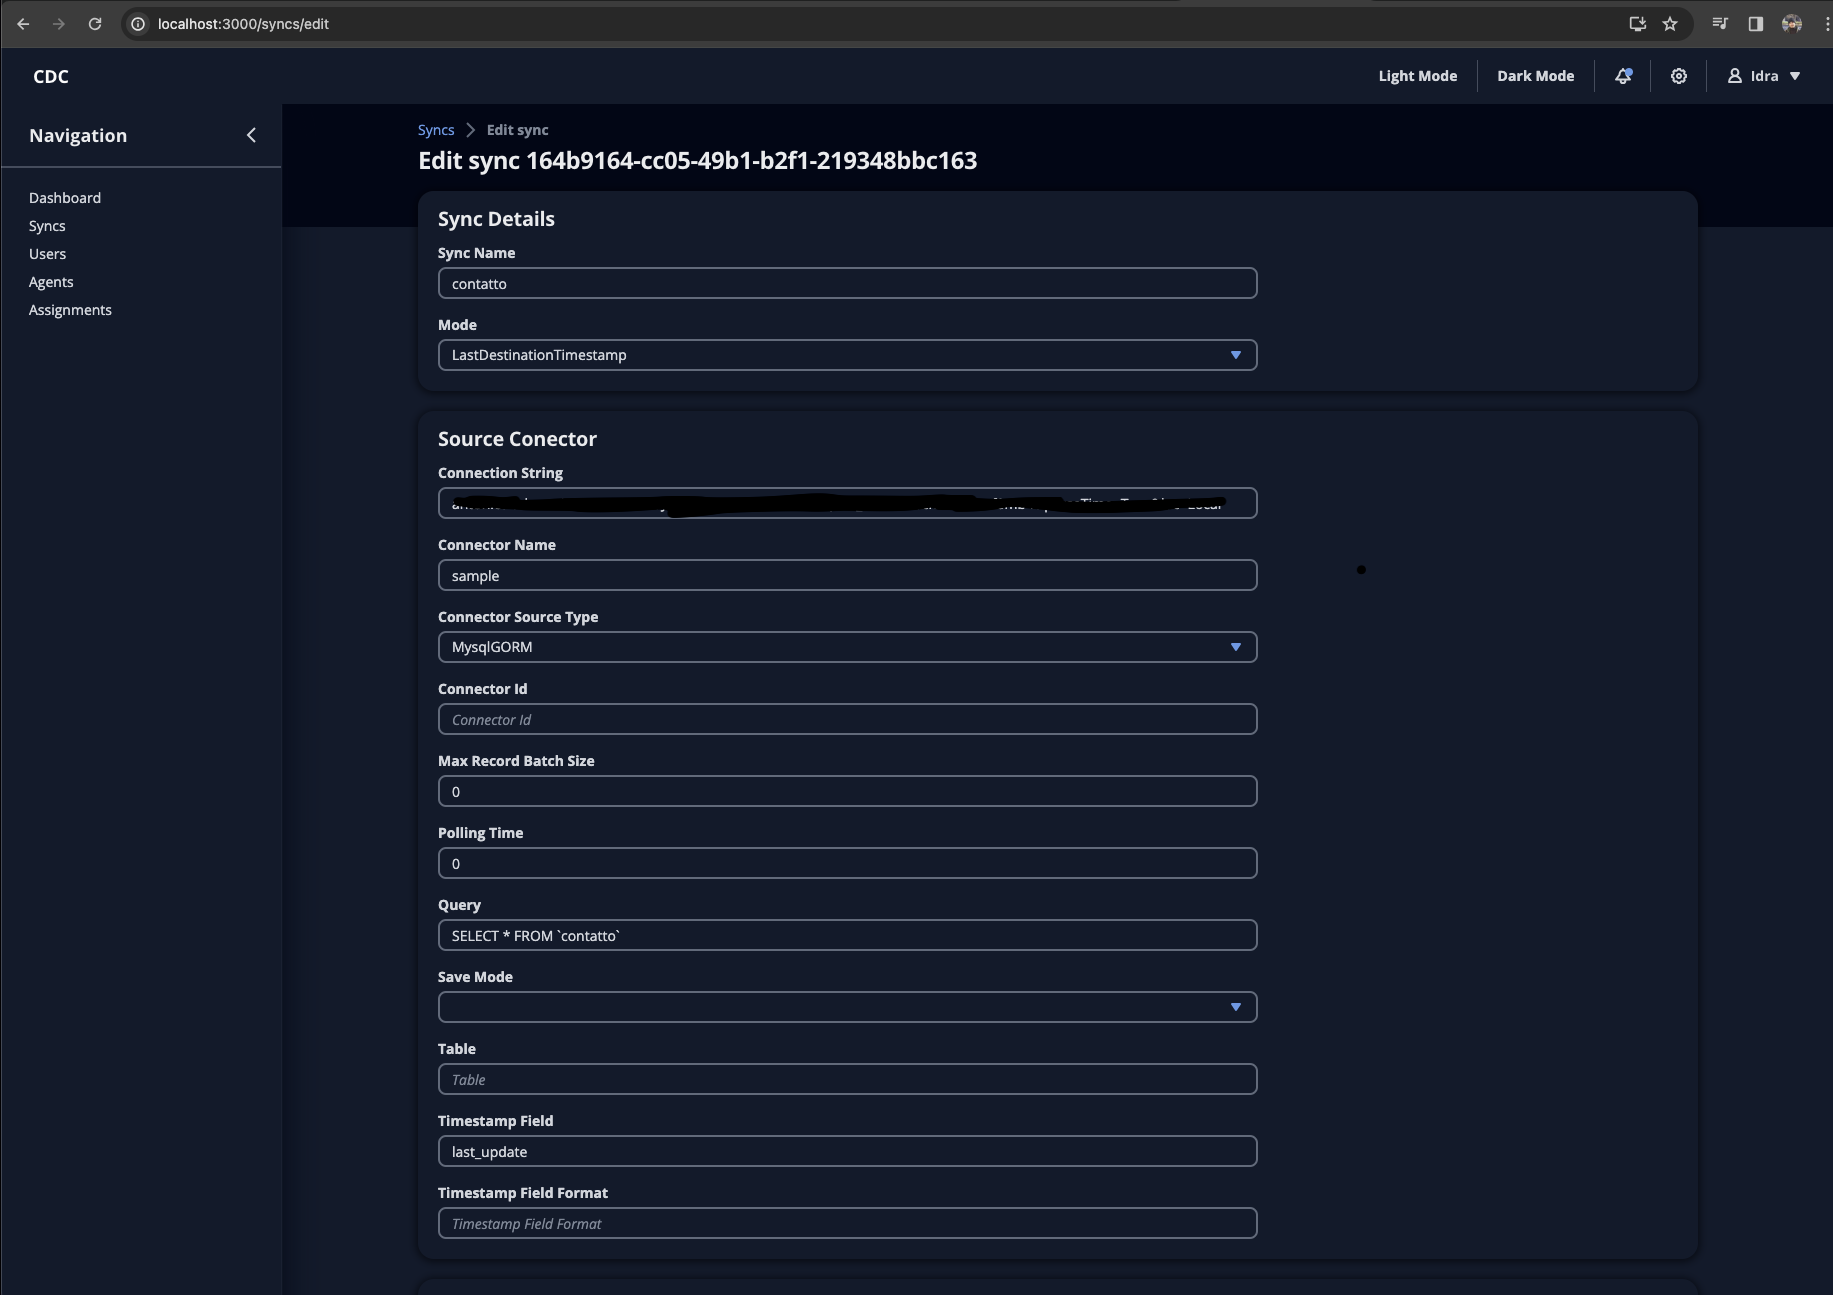 localhost:3000/syncs/edit
CDC
Light Mode
Dark Mode
Idra
Navigation
Dashboard
Syncs
Users
Agents
Assignments
Syncs
Edit sync
Edit sync 164b9164-cc05-49b1-b2f1-219348bbc163
Sync Details
Sync Name
contatto
Mode
LastDestinationTimestamp
Source Conector
Connection String
Connector Name
sample
Connector Source Type
MysqlGORM
Connector Id
Connector Id
Max Record Batch Size
0
Polling Time
0
Query
SELECT * FROM `contatto`
Save Mode
Table
Table
Timestamp Field
last_update
Timestamp Field Format
Timestamp Field Format